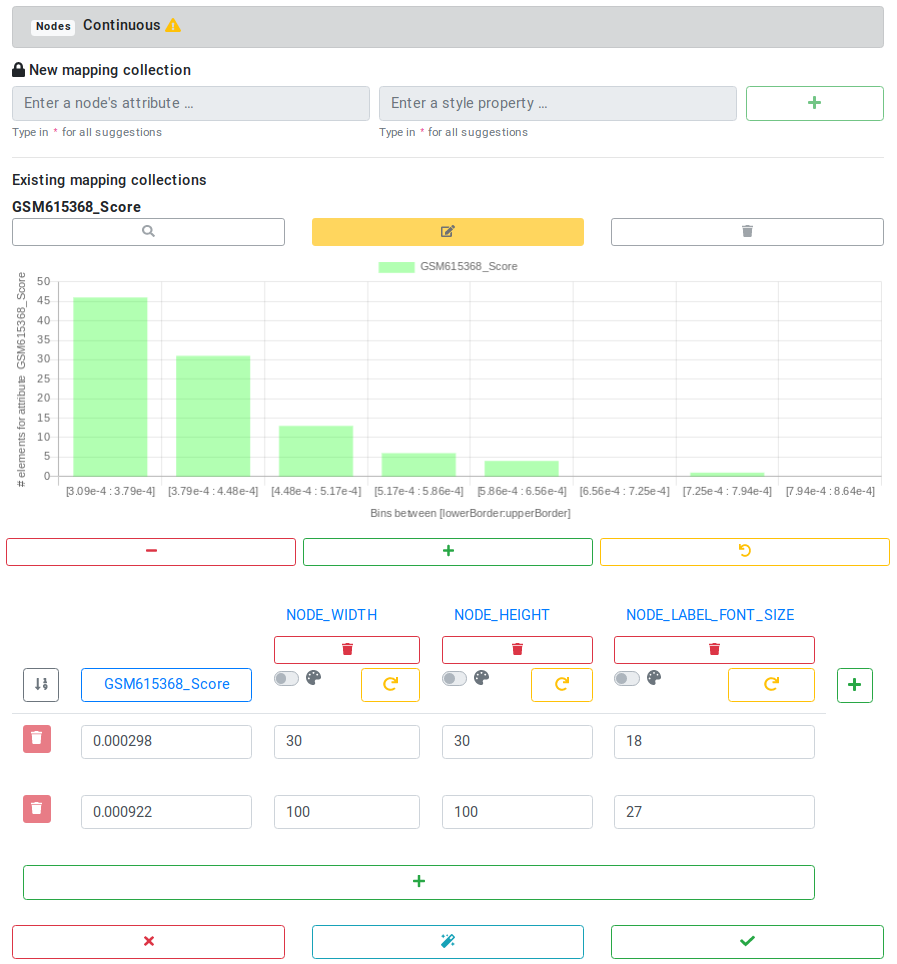 Nodes Continuous
New mapping collection
Enter a node's attribute ... Enter a style property ...
Type in * for all suggestions Type in * for all suggestions
Existing mapping collections
GSM615368_Score
GSM615368_Score
# elements for attribute GSM615368_Score
50
45
40
35
30
25
20
15
10
5
0
[3.09e-4 : 3.79e-4] [3.79e-4 : 4.48e-4] [4.48e-4 : 5.17e-4] [5.17e-4 : 5.86e-4] [5.86e-4 : 6.56e-4] [6.56e-4 : 7.25e-4] [7.25e-4 : 7.94e-4] [7.94e-4 : 8.64e-4]
Bins between [lowerBorder:upperBorder]
NODE_WIDTH NODE_HEIGHT NODE_LABEL_FONT_SIZE
GSM615368_Score
0.000298 30 30 18
0.000922 100 100 27